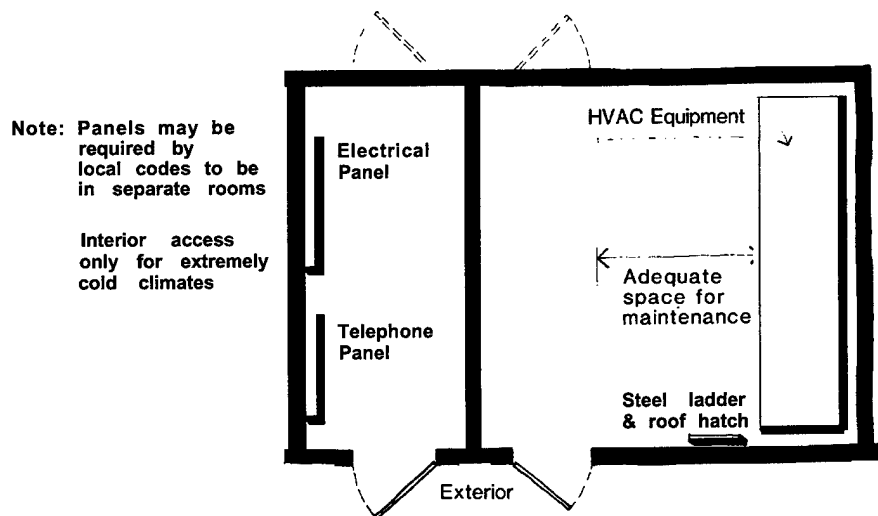 Note: Panels may be
required by
local codes to be
in separate rooms
Interior access
only for extremely
cold climates
Electrical
Panel
Telephone
Panel
HVAC Equipment
Adequate
space for
maintenance
Steel ladder
& roof hatch
Exterior